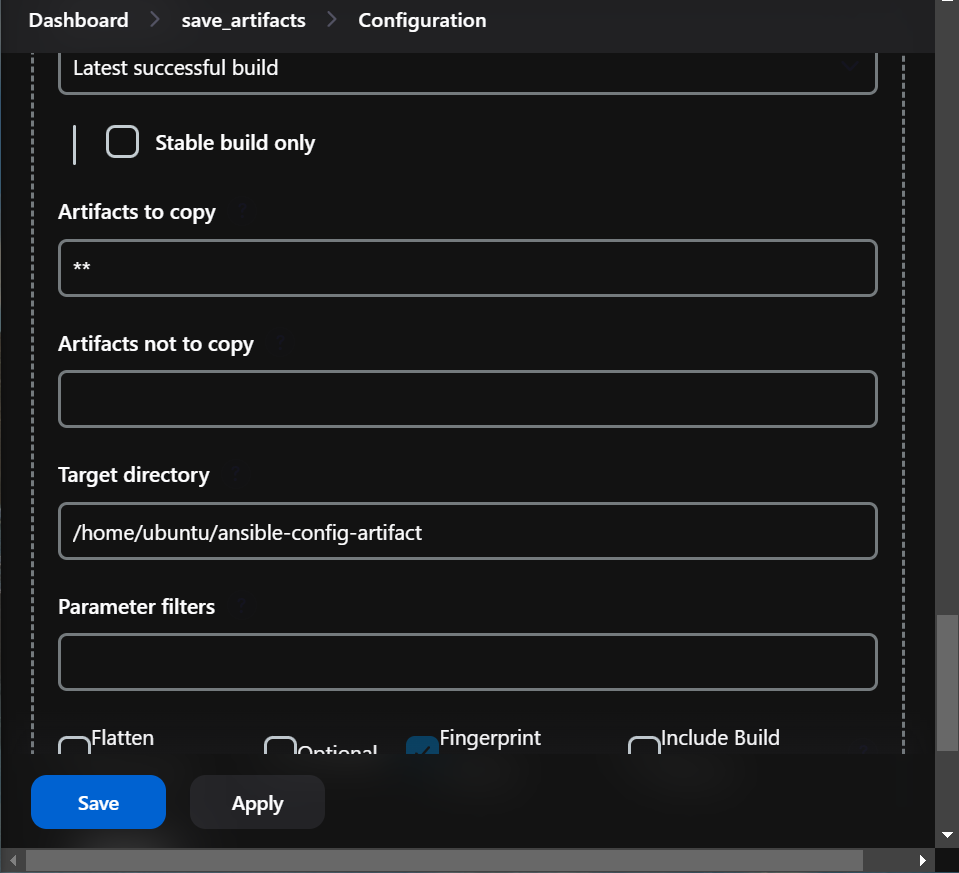 Dashboard > save_artifacts > Configuration
Latest successful build
Stable build only
Artifacts to copy ?
**
Artifacts not to copy ?
Target directory ?
/home/ubuntu/ansible-config-artifact
Parameter filters ?
Flatten Optional Fingerprint Include Build
Save Apply